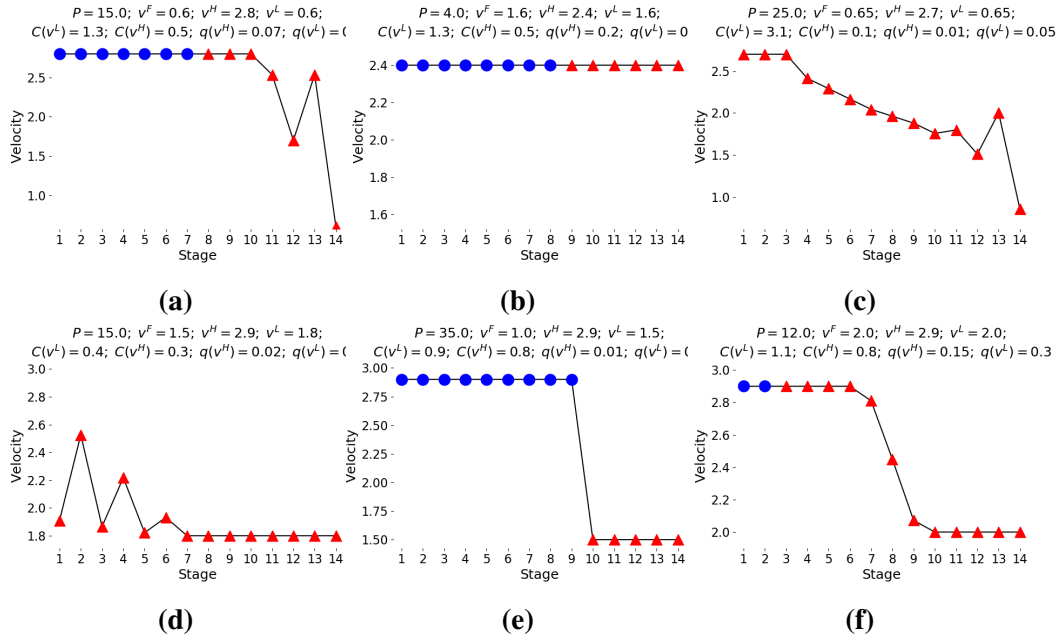 P = 15.0; v^F = 0.6; v^H = 2.8; v^L = 0.6;
C(v^L) = 1.3; C(v^H) = 0.5; q(v^H) = 0.07; q(v^L) = (
2.5
2.0
1.5
1.0
Velocity
1 2 3 4 5 6 7 8 9 10 11 12 13 14
Stage
(a)
P = 4.0; v^F = 1.6; v^H = 2.4; v^L = 1.6;
C(v^L) = 1.3; C(v^H) = 0.5; q(v^H) = 0.2; q(v^L) = 0
2.4
2.2
2.0
1.8
1.6
Velocity
1 2 3 4 5 6 7 8 9 10 11 12 13 14
Stage
(b)
P = 25.0; v^F = 0.65; v^H = 2.7; v^L = 0.65;
C(v^L) = 3.1; C(v^H) = 0.1; q(v^H) = 0.01; q(v^L) = 0.05
2.5
2.0
1.5
1.0
Velocity
1 2 3 4 5 6 7 8 9 10 11 12 13 14
Stage
(c)
P = 15.0; v^F = 1.5; v^H = 2.9; v^L = 1.8;
C(v^L) = 0.4; C(v^H) = 0.3; q(v^H) = 0.02; q(v^L) = (
3.0
2.8
2.6
2.4
2.2
2.0
1.8
Velocity
1 2 3 4 5 6 7 8 9 10 11 12 13 14
Stage
(d)
P = 35.0; v^F = 1.0; v^H = 2.9; v^L = 1.5;
C(v^L) = 0.9; C(v^H) = 0.8; q(v^H) = 0.01; q(v^L) = (
3.00
2.75
2.50
2.25
2.00
1.75
1.50
Velocity
1 2 3 4 5 6 7 8 9 10 11 12 13 14
Stage
(e)
P = 12.0; v^F = 2.0; v^H = 2.9; v^L = 2.0;
C(v^L) = 1.1; C(v^H) = 0.8; q(v^H) = 0.15; q(v^L) = 0.3
3.0
2.8
2.6
2.4
2.2
2.0
Velocity
1 2 3 4 5 6 7 8 9 10 11 12 13 14
Stage
(f)